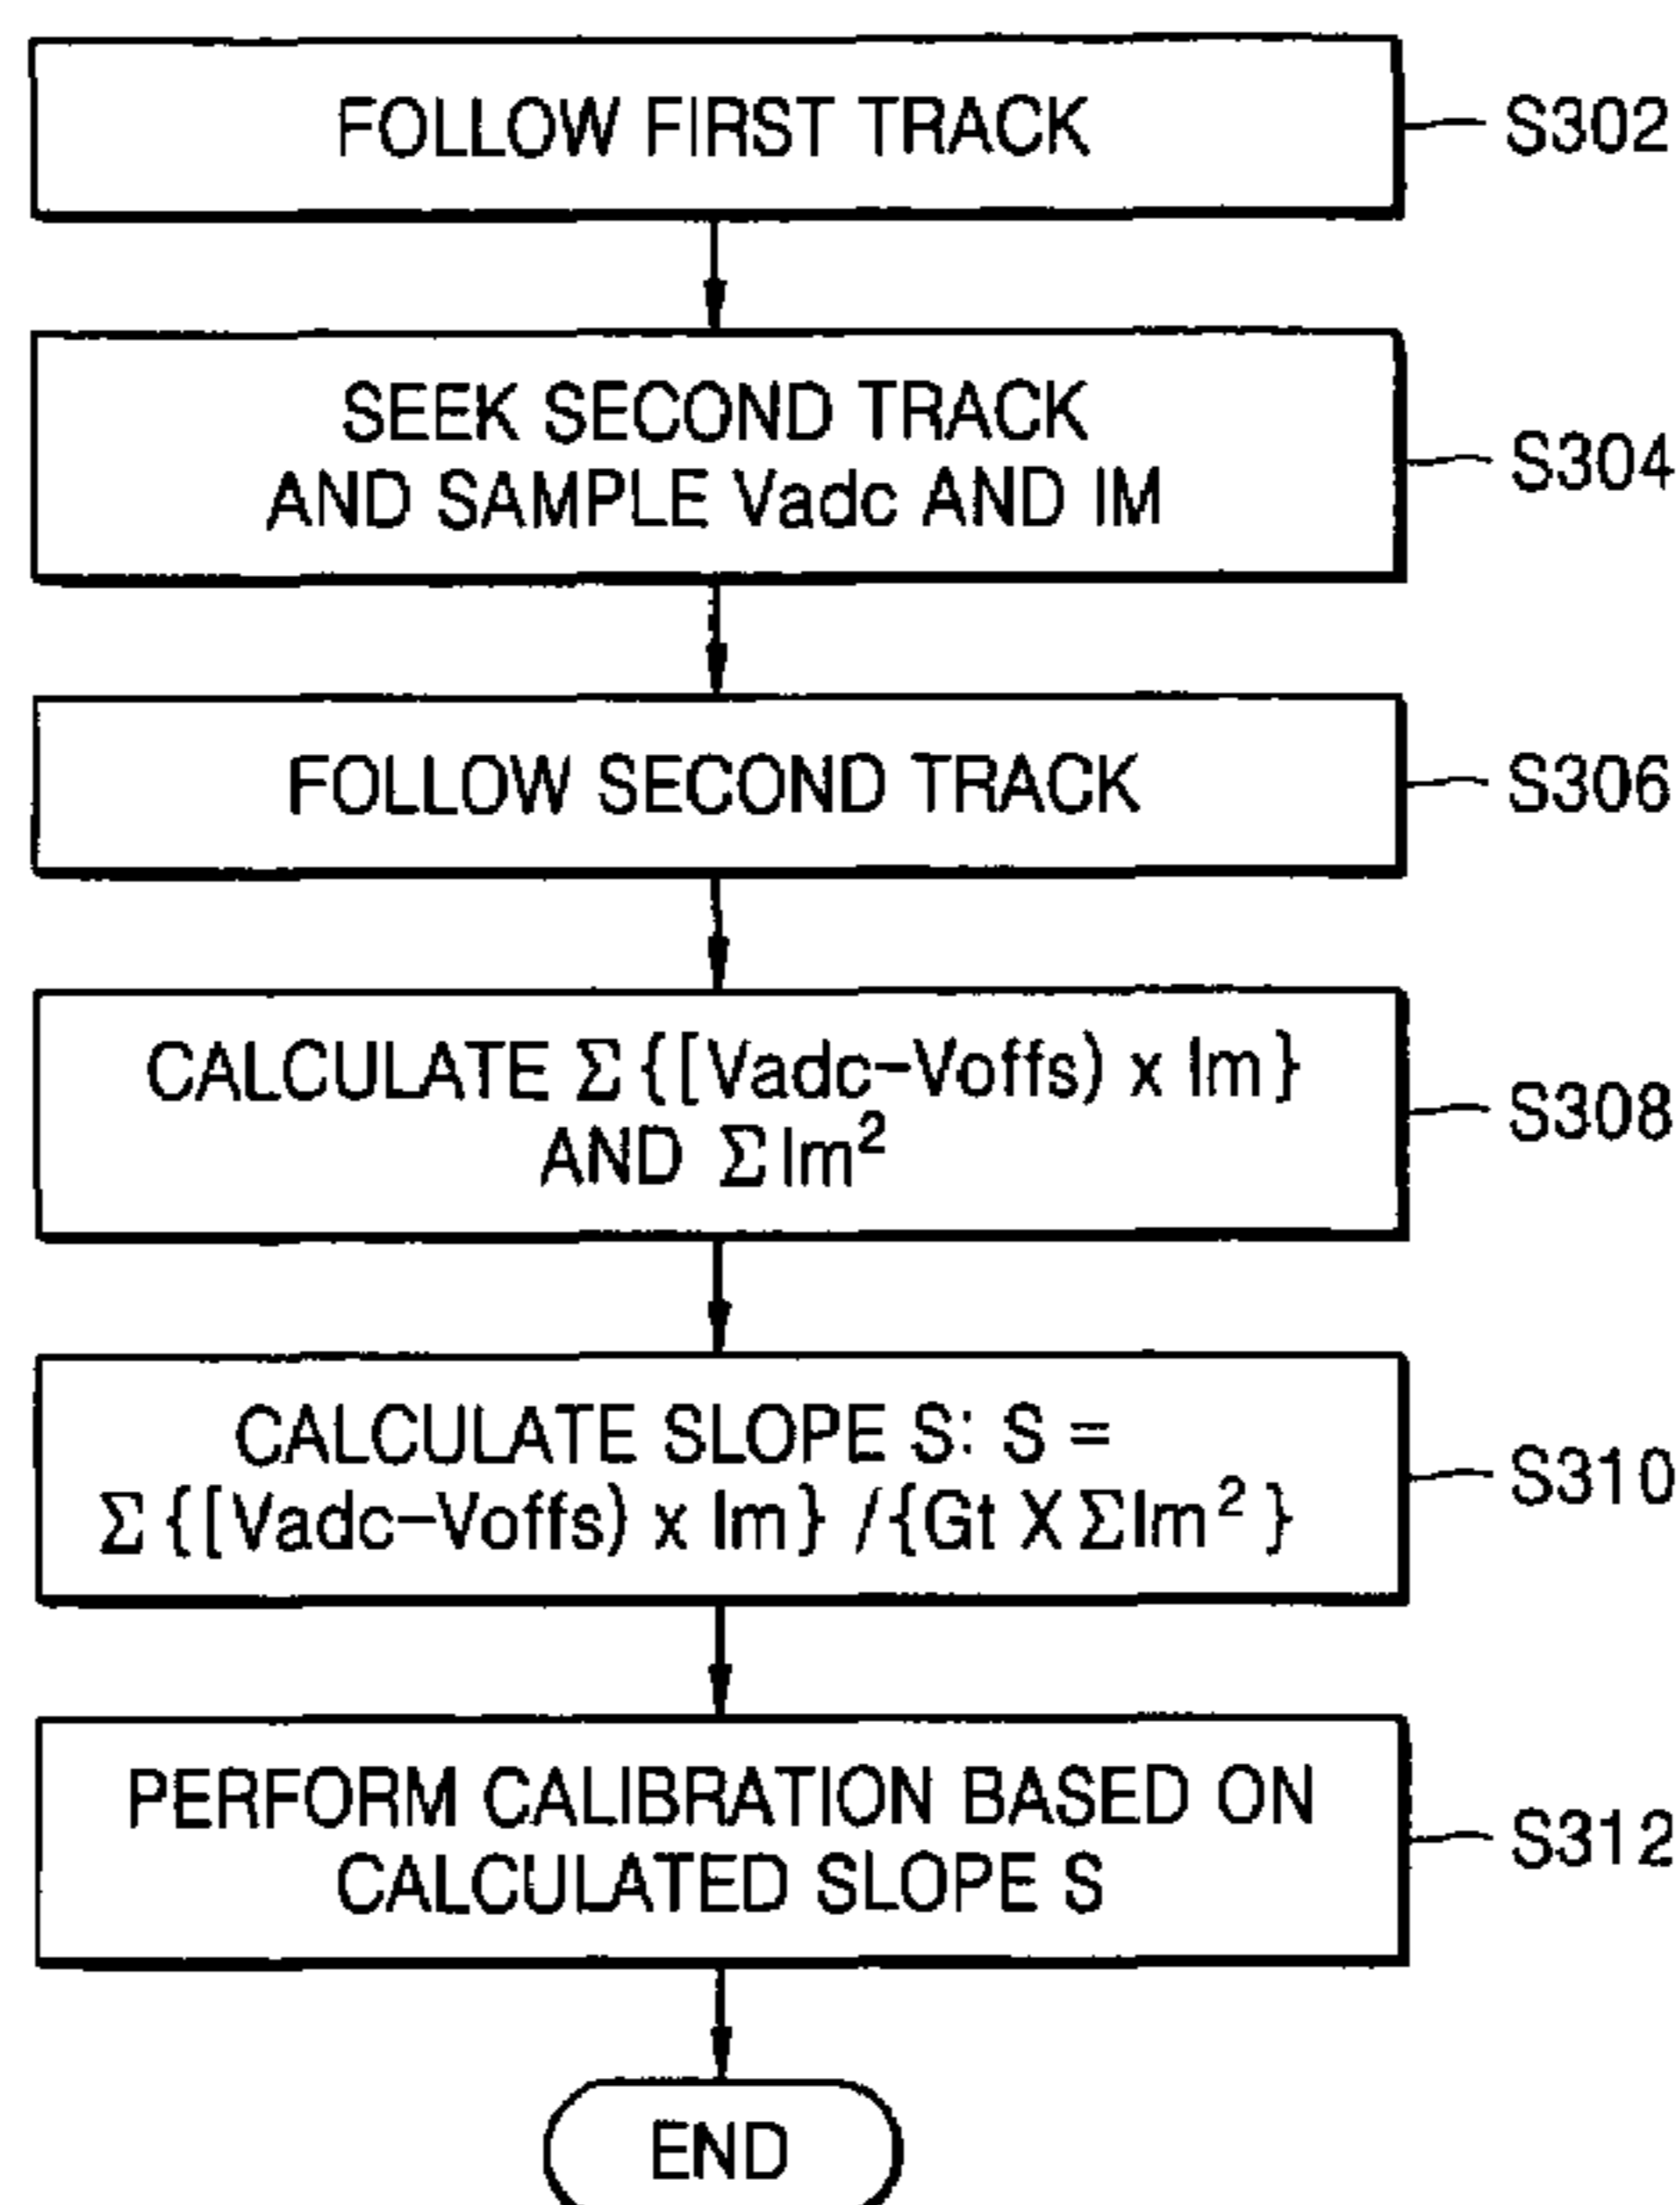 FOLLOW FIRST TRACK
S302
SEEK SECOND TRACK
AND SAMPLE Vadc AND IM
S304
FOLLOW SECOND TRACK
S306
CALCULATE Σ{[Vadc-Voffs) x Im}
AND ΣIm²
S308
CALCULATE SLOPE S: S =
Σ{[Vadc-Voffs) x Im} /{Gt X ΣIm²}
S310
PERFORM CALIBRATION BASED ON
CALCULATED SLOPE S
S312
END